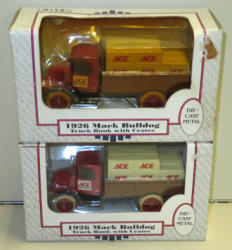 ACE
ACE
1926 Mack Bulldog
Truck Bank with Crates
DIE-
CAST
METAL
ACE
ACE
ACE
1926 Mack Bulldog
Truck Bank with Crates
DIE-
CAST
METAL